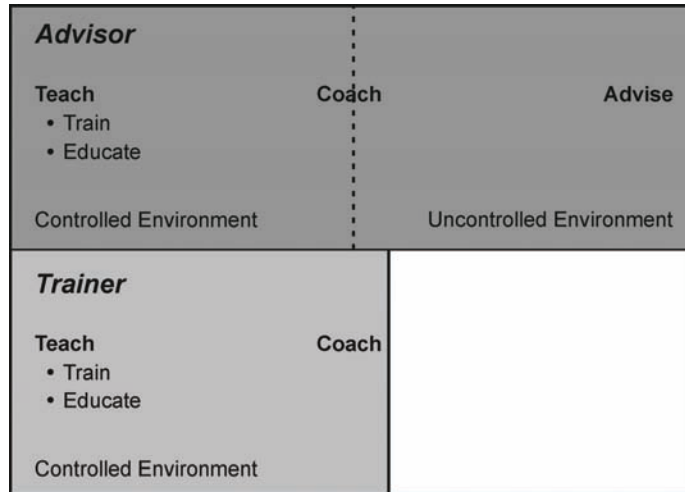 Advisor
Teach Coach Advise
• Train
• Educate
Controlled Environment Uncontrolled Environment
Trainer
Teach Coach
• Train
• Educate
Controlled Environment